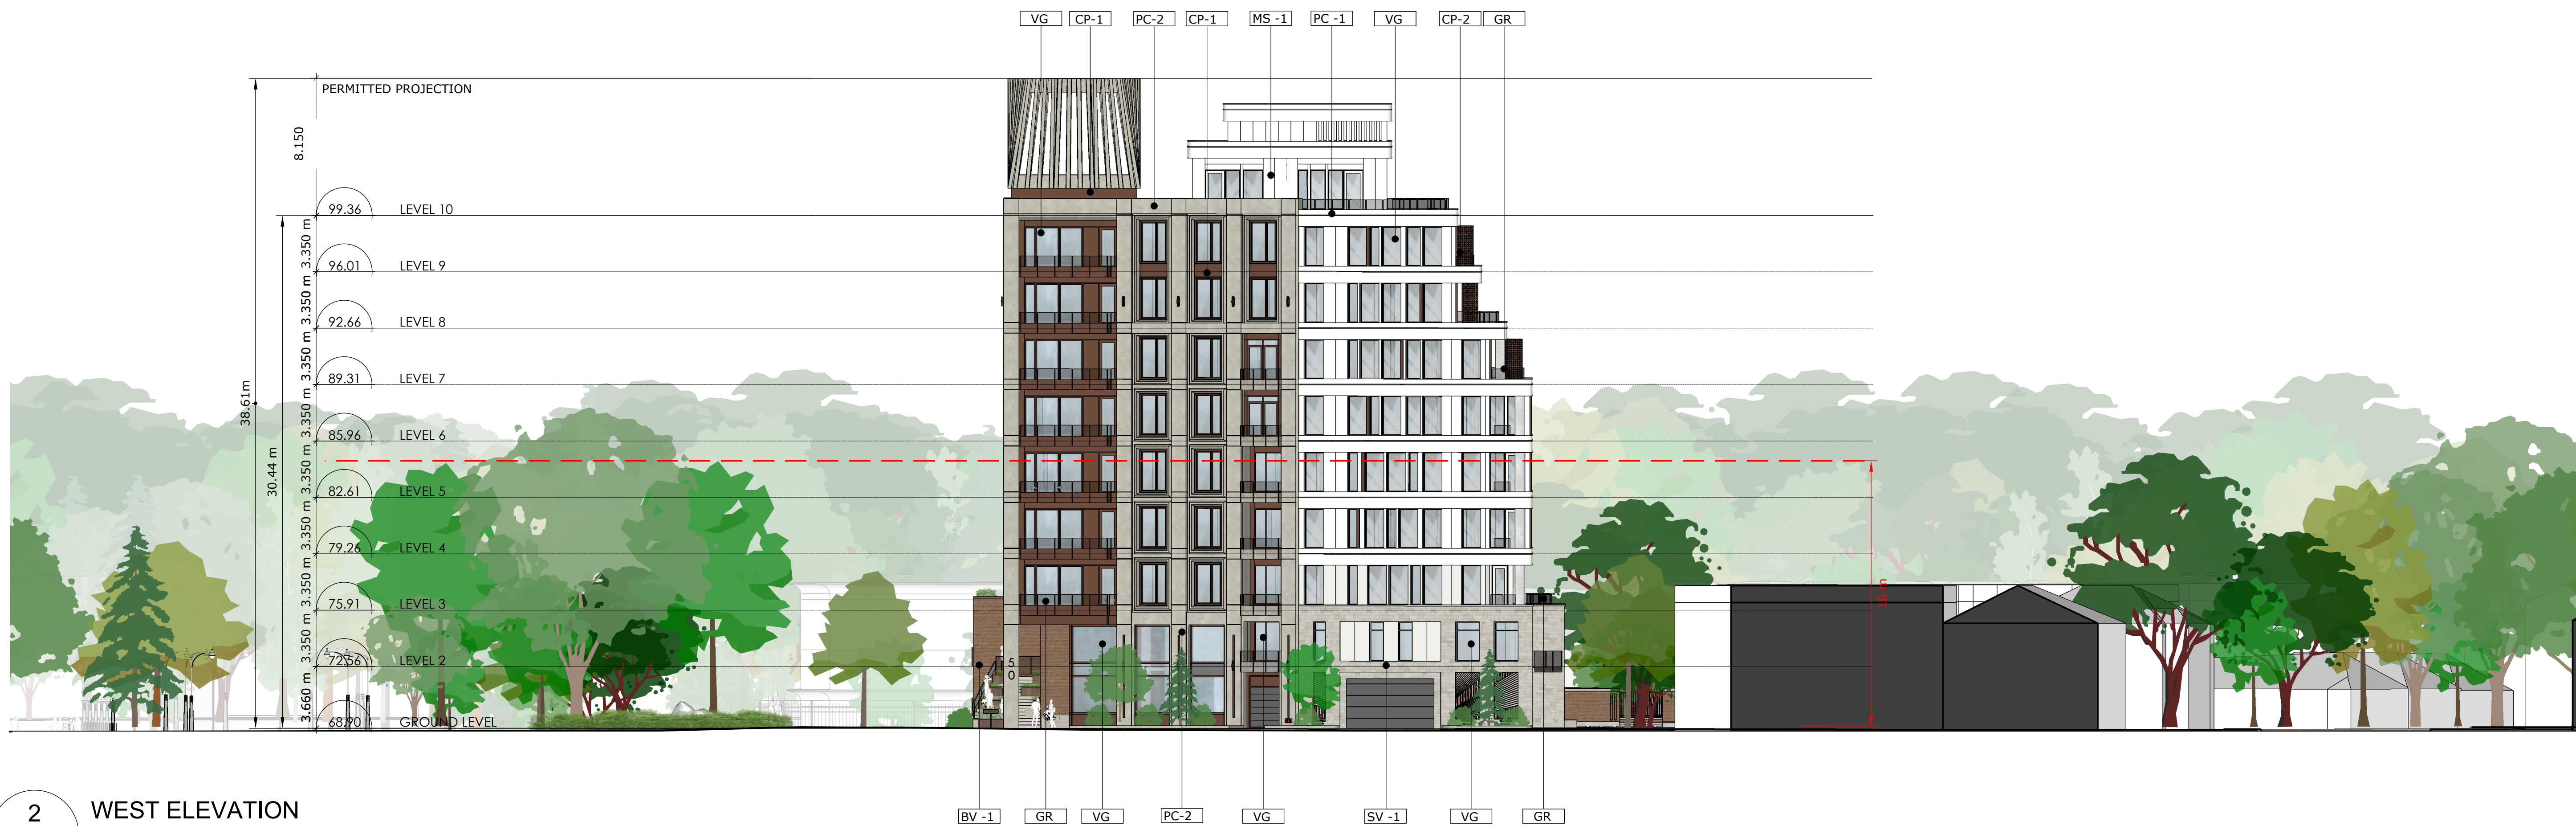 VG CP-1 PC-2 CP-1 MS -1 PC -1 VG CP-2 GR
PERMITTED PROJECTION
8.150
99.36 LEVEL 10
3.350 m
96.01 LEVEL 9
3.350 m
92.66 LEVEL 8
3.350 m
89.31 LEVEL 7
38.61m
3.350 m
85.96 LEVEL 6
30.44 m
3.350 m
82.61 LEVEL 5
3.350 m
79.26 LEVEL 4
3.350 m
16 m
75.91 LEVEL 3
3.350 m
72.56 LEVEL 2
50
3.660 m
68.90 GROUND LEVEL
2 WEST ELEVATION
BV -1 GR VG PC-2 VG SV -1 VG GR